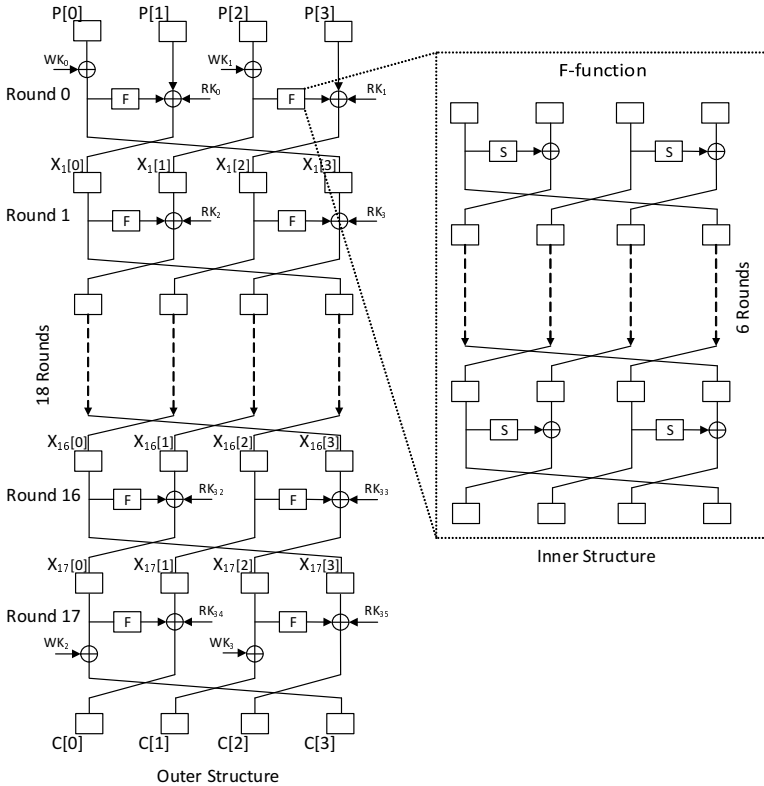 P[0] P[1] P[2] P[3]
WK₀ WK₁
Round 0 F RK₀ F RK₁
X₁[0] X₁[1] X₁[2] X₁[3]
Round 1 F RK₂ F RK₃
18 Rounds
X₁₆[0] X₁₆[1] X₁₆[2] X₁₆[3]
Round 16 F RK₃₂ F RK₃₃
X₁₇[0] X₁₇[1] X₁₇[2] X₁₇[3]
Round 17 F RK₃₄ F RK₃₅
WK₂ WK₃
C[0] C[1] C[2] C[3]
Outer Structure
F-function
S S
6 Rounds
S S
Inner Structure